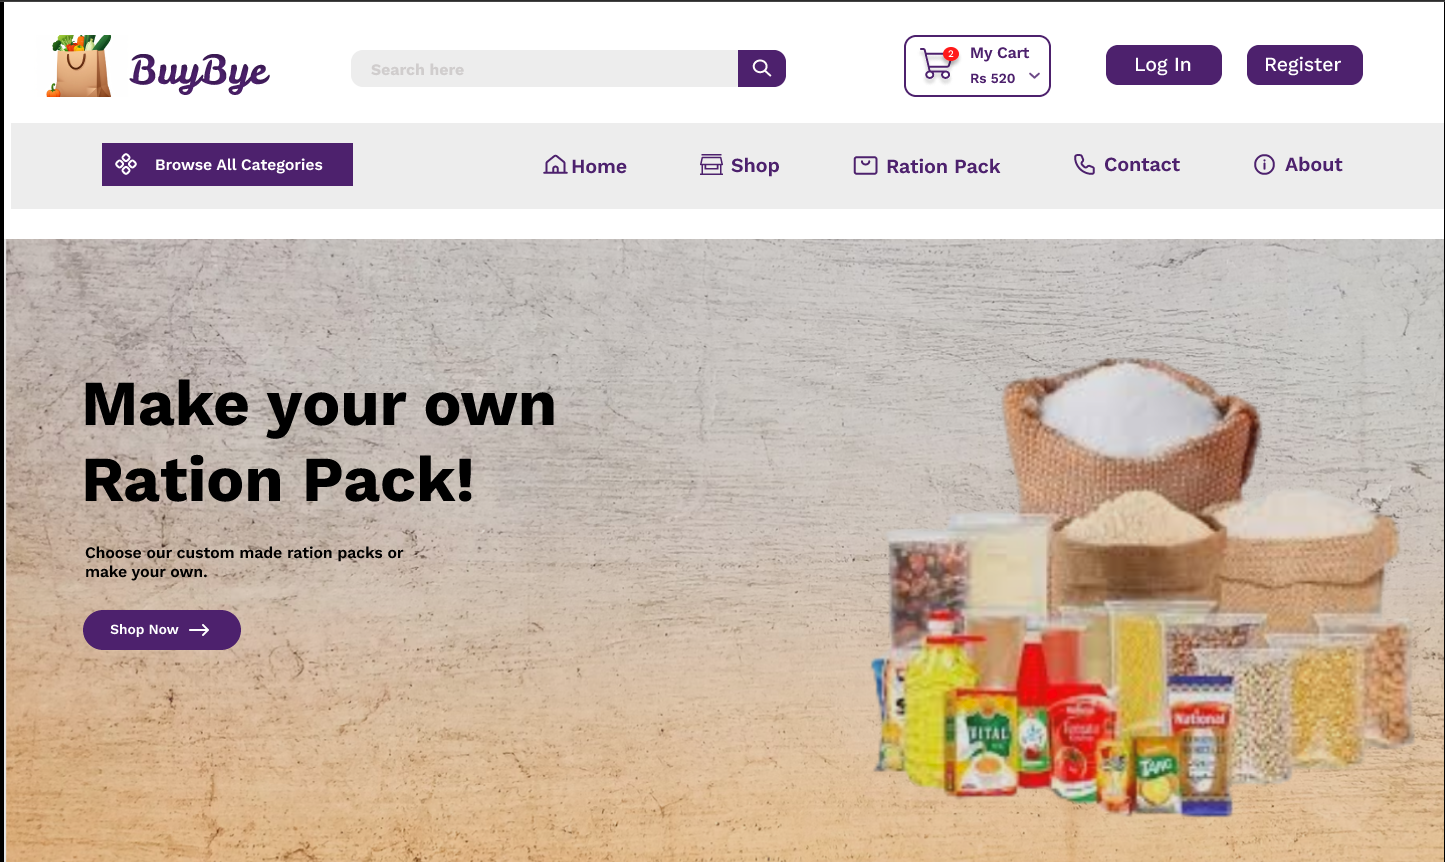 BuyBye
Search here
2
My Cart
Rs 520
Log In
Register
Browse All Categories
Home
Shop
Ration Pack
Contact
About
Make your own
Ration Pack!
Choose our custom made ration packs or
make your own.
Shop Now
VITAL
National
TANG